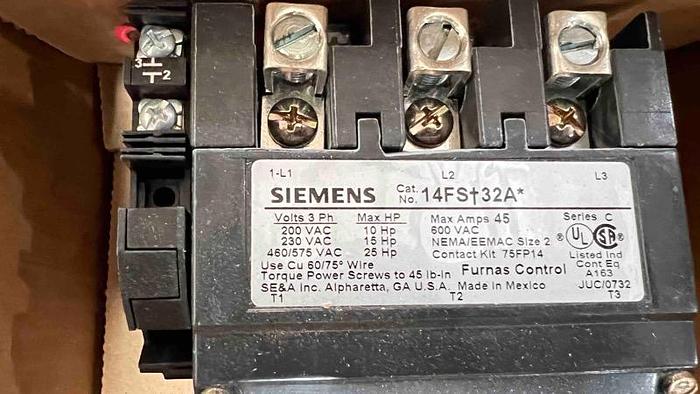 3
2
1-L1 L2 L3
SIEMENS Cat. No. 14FS†32A*
Volts 3 Ph Max HP Max Amps 45 Series C
200 VAC 10 Hp 600 VAC
230 VAC 15 Hp NEMA/EEMAC Size 2 ® UL SA ®
460/575 VAC 25 Hp Contact Kit 75FP14 Listed Ind
Use Cu 60/75° Wire Furnas Control Cont Eq
Torque Power Screws to 45 lb-in A163
SE&A Inc. Alpharetta, GA U.S.A. Made in Mexico JUC/0732
T1 T2 T3